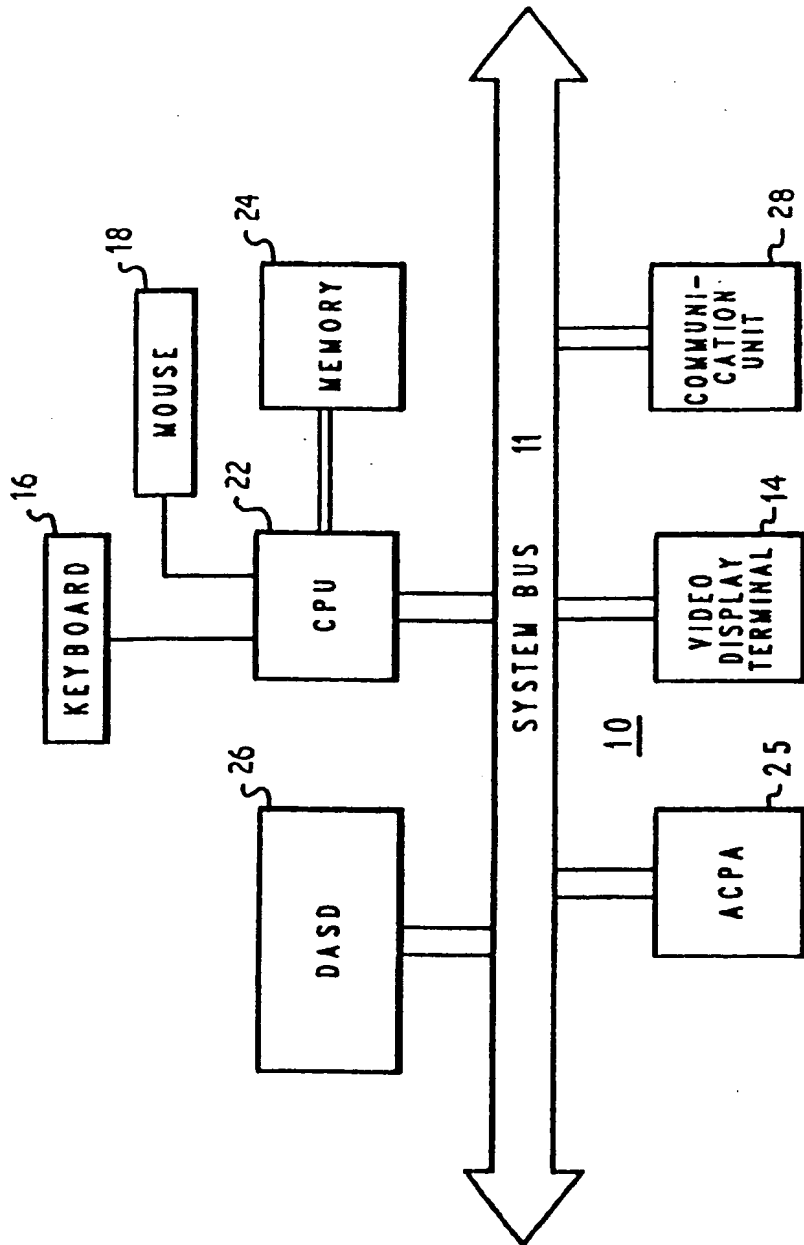 16
KEYBOARD
18
MOUSE
26
DASD
22
CPU
24
MEMORY
SYSTEM BUS 11
10
ACPA
25
VIDEO
DISPLAY
TERMINAL
14
COMMUNI-
CATION
UNIT
28